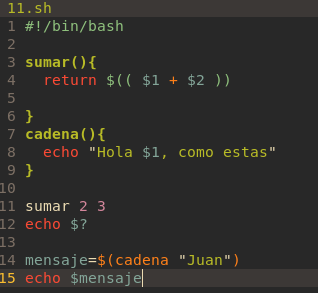 11.sh
1 #!/bin/bash
2
3 sumar(){
4   return $(( $1 + $2 ))
5
6 }
7 cadena(){
8   echo "Hola $1, como estas"
9 }
10
11 sumar 2 3
12 echo $?
13
14 mensaje=$(cadena "Juan")
15 echo $mensaje